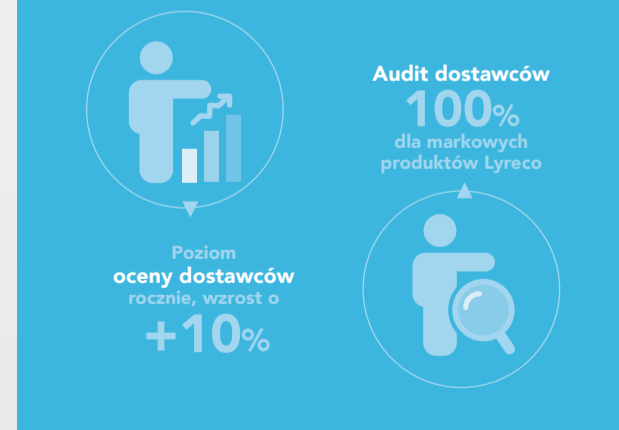 Audit dostawców
100%
dla markowych
produktów Lyreco
Poziom
oceny dostawców
rocznie, wzrost o
+10%